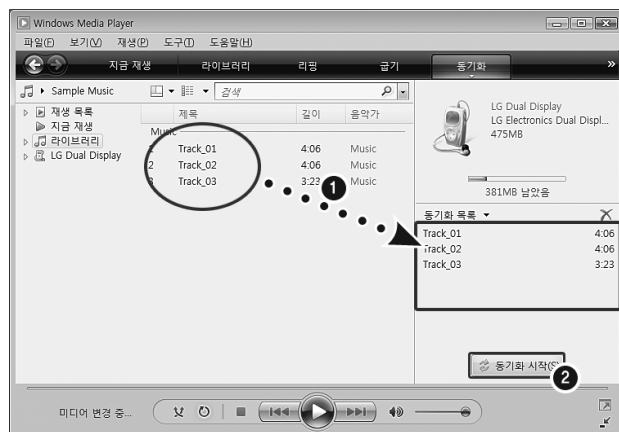 Windows Media Player
파일(F) 보기(V) 재생(P) 도구(T) 도움말(H)
지금 재생 라이브러리 리핑 굽기 동기화 »
Sample Music
검색
재생 목록
지금 재생
라이브러리
LG Dual Display
제목 길이 음악가
Music
Track_01 4:06 Music
2 Track_02 4:06 Music
Track_03 3:23 Music
1
LG Dual Display
LG Electronics Dual Displ...
475MB
381MB 남았음
동기화 목록
Track_01 4:06
Track_02 4:06
Track_03 3:23
동기화 시작(S)
2
미디어 변경 중...